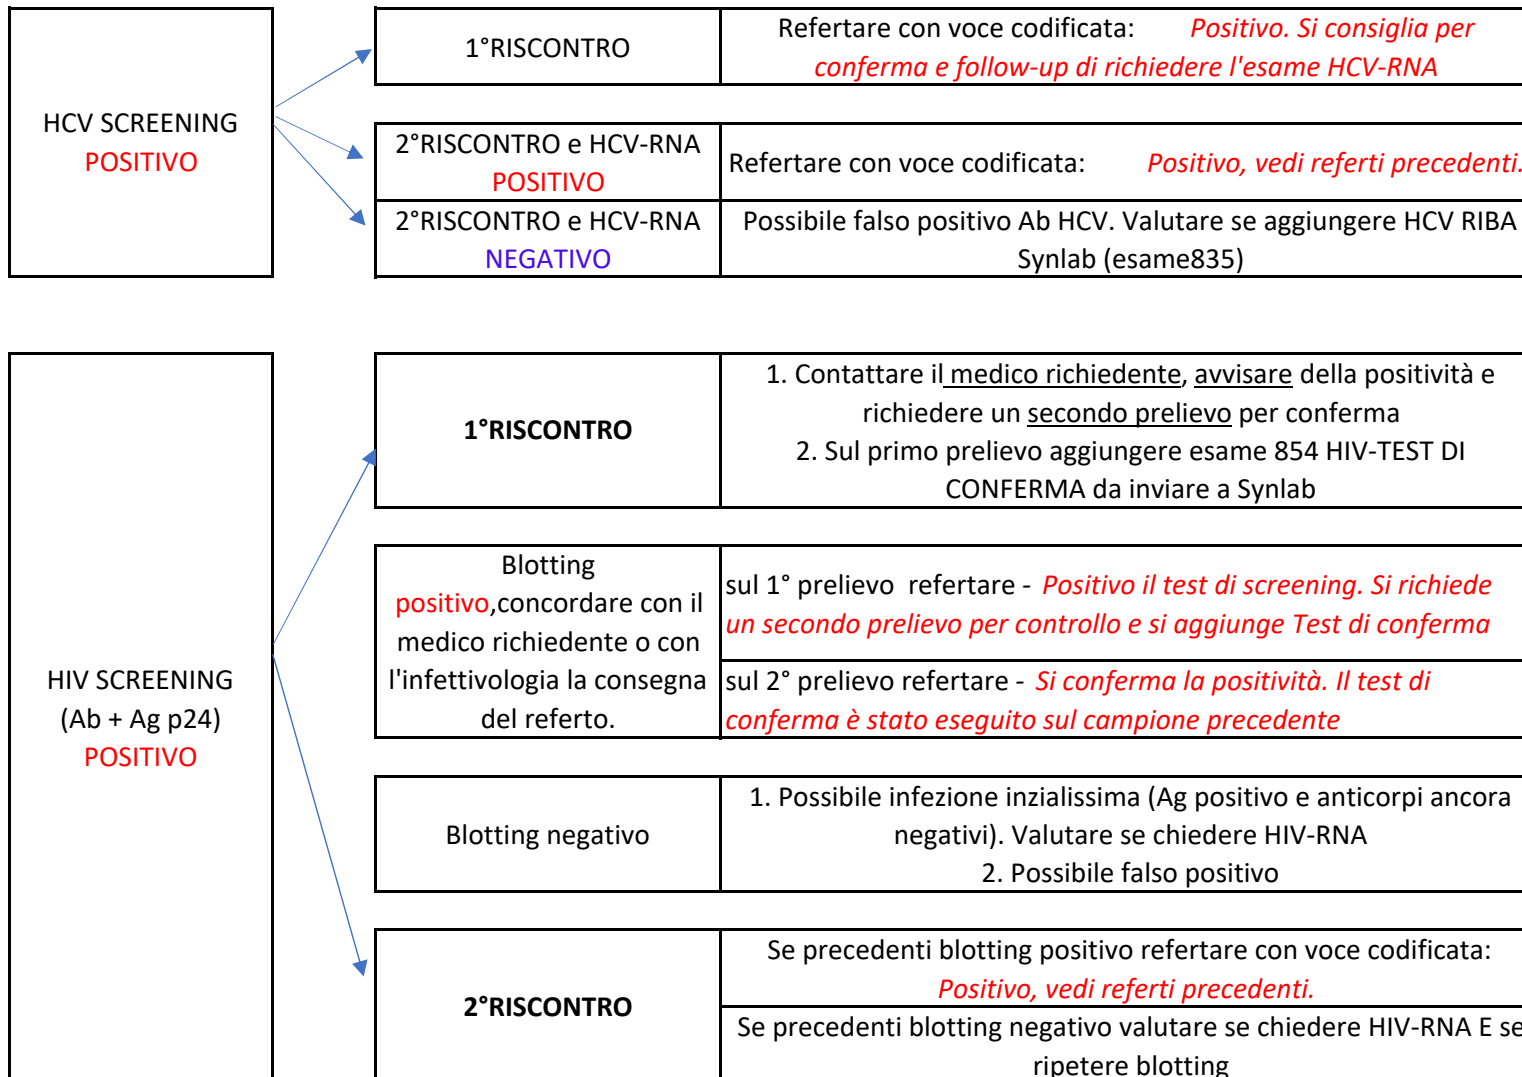 HCV SCREENING
POSITIVO
1°RISCONTRO
Refertare con voce codificata: Positivo. Si consiglia per
conferma e follow-up di richiedere l'esame HCV-RNA
2°RISCONTRO e HCV-RNA
POSITIVO
Refertare con voce codificata: Positivo, vedi referti precedenti.
2°RISCONTRO e HCV-RNA
NEGATIVO
Possibile falso positivo Ab HCV. Valutare se aggiungere HCV RIBA
Synlab (esame835)
HIV SCREENING
(Ab + Ag p24)
POSITIVO
1°RISCONTRO
1. Contattare il medico richiedente, avvisare della positività e
richiedere un secondo prelievo per conferma
2. Sul primo prelievo aggiungere esame 854 HIV-TEST DI
CONFERMA da inviare a Synlab
Blotting
positivo,concordare con il
medico richiedente o con
l'infettivologia la consegna
del referto.
sul 1° prelievo refertare - Positivo il test di screening. Si richiede
un secondo prelievo per controllo e si aggiunge Test di conferma
sul 2° prelievo refertare - Si conferma la positività. Il test di
conferma è stato eseguito sul campione precedente
Blotting negativo
1. Possibile infezione inzialissima (Ag positivo e anticorpi ancora
negativi). Valutare se chiedere HIV-RNA
2. Possibile falso positivo
2°RISCONTRO
Se precedenti blotting positivo refertare con voce codificata:
Positivo, vedi referti precedenti.
Se precedenti blotting negativo valutare se chiedere HIV-RNA E se
ripetere blotting